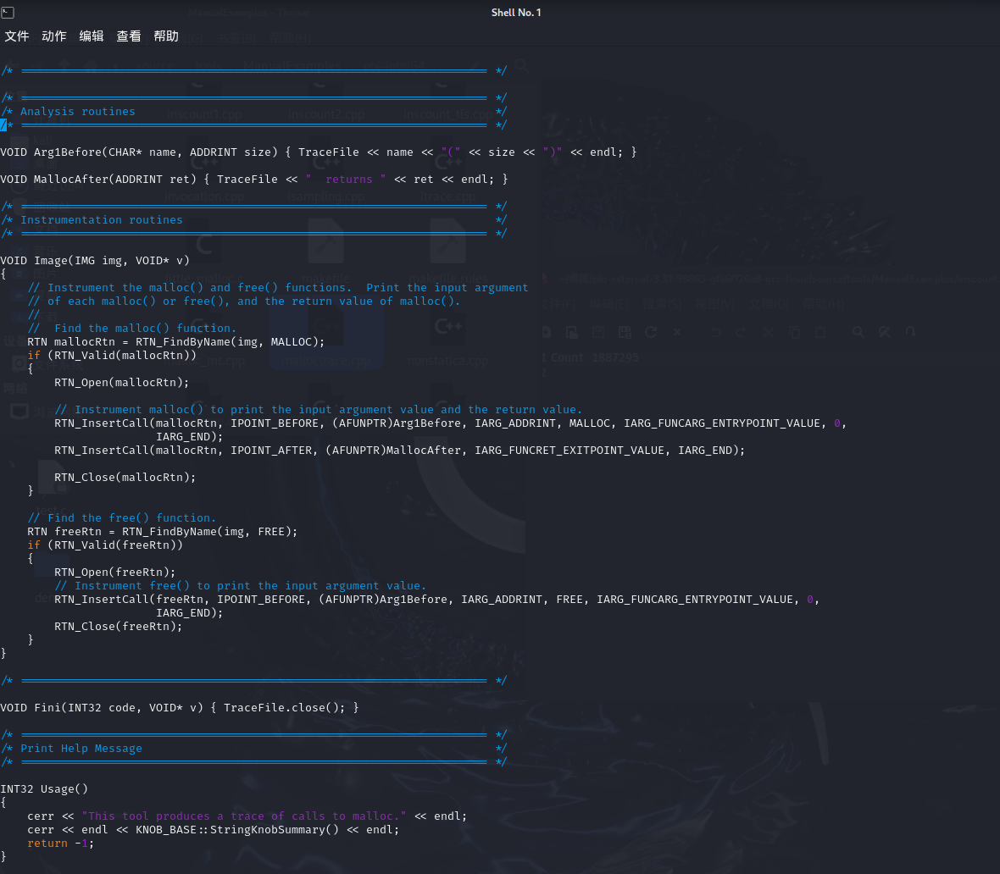 Shell No. 1
文件 动作 编辑 查看 帮助
/* ===================================================================== */
/* ===================================================================== */
/* Analysis routines                                                     */
/* ===================================================================== */
VOID Arg1Before(CHAR* name, ADDRINT size) { TraceFile << name << "(" << size << ")" << endl; }
VOID MallocAfter(ADDRINT ret) { TraceFile << "  returns " << ret << endl; }
/* ===================================================================== */
/* Instrumentation routines                                              */
/* ===================================================================== */
VOID Image(IMG img, VOID* v)
{
    // Instrument the malloc() and free() functions.  Print the input argument
    // of each malloc() or free(), and the return value of malloc().
    //
    //  Find the malloc() function.
    RTN mallocRtn = RTN_FindByName(img, MALLOC);
    if (RTN_Valid(mallocRtn))
    {
        RTN_Open(mallocRtn);
        // Instrument malloc() to print the input argument value and the return value.
        RTN_InsertCall(mallocRtn, IPOINT_BEFORE, (AFUNPTR)Arg1Before, IARG_ADDRINT, MALLOC, IARG_FUNCARG_ENTRYPOINT_VALUE, 0,
                       IARG_END);
        RTN_InsertCall(mallocRtn, IPOINT_AFTER, (AFUNPTR)MallocAfter, IARG_FUNCRET_EXITPOINT_VALUE, IARG_END);
        RTN_Close(mallocRtn);
    }
    // Find the free() function.
    RTN freeRtn = RTN_FindByName(img, FREE);
    if (RTN_Valid(freeRtn))
    {
        RTN_Open(freeRtn);
        // Instrument free() to print the input argument value.
        RTN_InsertCall(freeRtn, IPOINT_BEFORE, (AFUNPTR)Arg1Before, IARG_ADDRINT, FREE, IARG_FUNCARG_ENTRYPOINT_VALUE, 0,
                       IARG_END);
        RTN_Close(freeRtn);
    }
}
/* ===================================================================== */
VOID Fini(INT32 code, VOID* v) { TraceFile.close(); }
/* ===================================================================== */
/* Print Help Message                                                    */
/* ===================================================================== */
INT32 Usage()
{
    cerr << "This tool produces a trace of calls to malloc." << endl;
    cerr << endl << KNOB_BASE::StringKnobSummary() << endl;
    return -1;
}